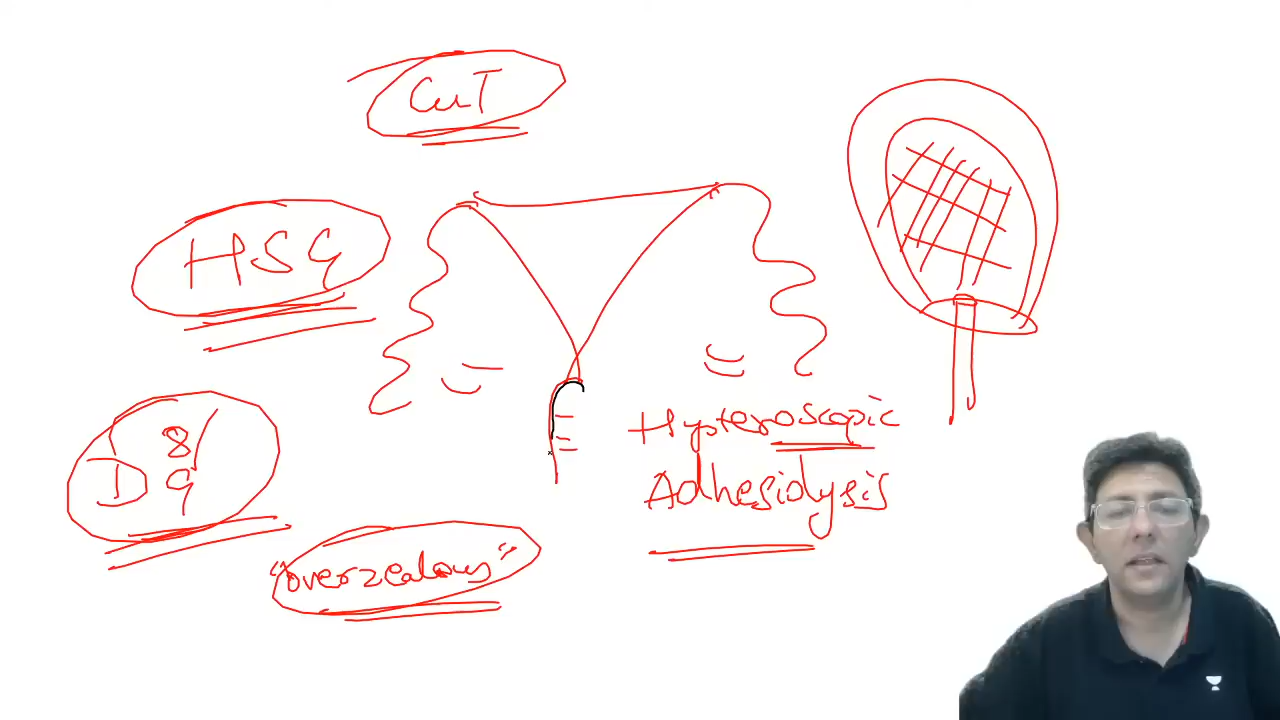 CuT
HSG
D 8/9
"overzealous"
Hysteroscopic
Adhesiolysis